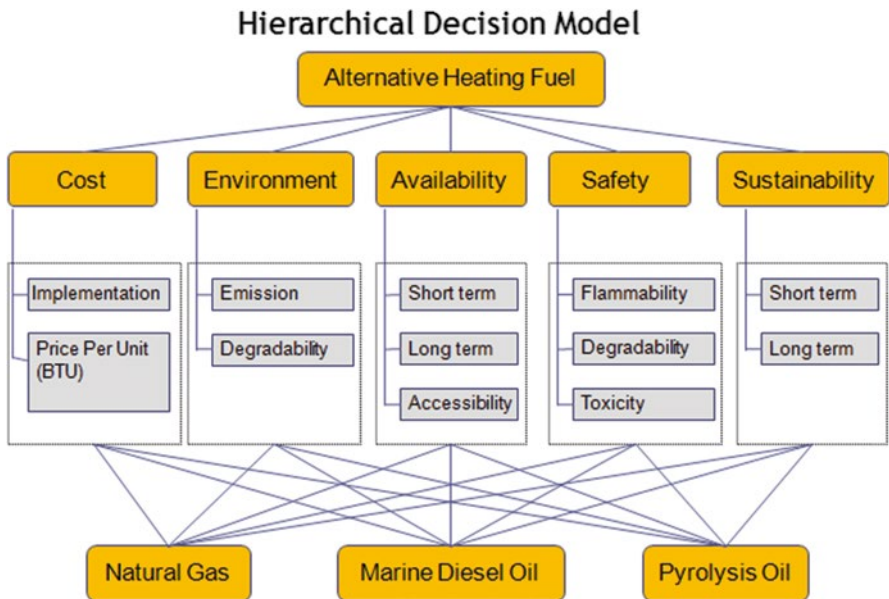 Hierarchical Decision Model
Alternative Heating Fuel
Cost
Environment
Availability
Safety
Sustainability
Implementation
Price Per Unit
(BTU)
Emission
Degradability
Short term
Long term
Accessibility
Flammability
Degradability
Toxicity
Short term
Long term
Natural Gas
Marine Diesel Oil
Pyrolysis Oil